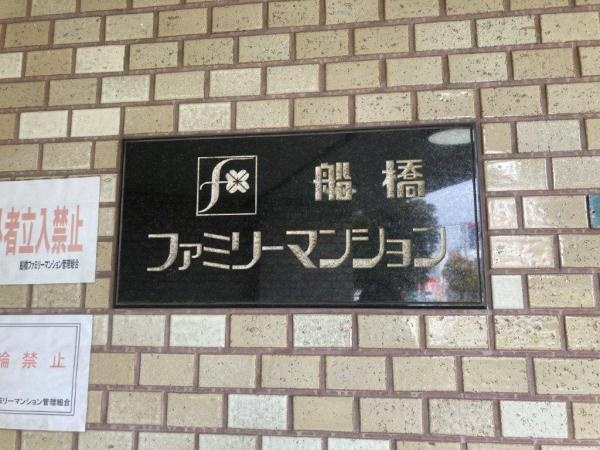 f
船橋
ファミリーマンション
者立入禁止
船橋ファミリーマンション管理組合
輪禁止
ミリーマンション管理組合